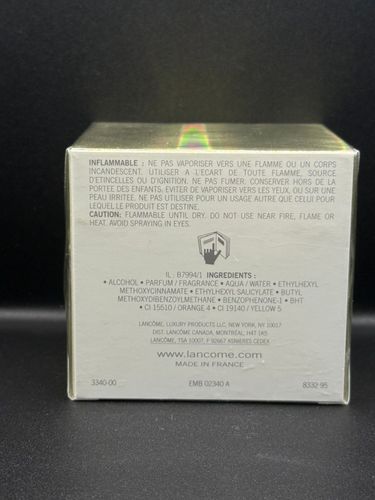 INFLAMMABLE : NE PAS VAPORISER VERS UNE FLAMME OU UN CORPS
INCANDESCENT. UTILISER A L'ECART DE TOUTE FLAMME, SOURCE
D'ETINCELLES OU D'IGNITION. NE PAS FUMER. CONSERVER HORS DE LA
PORTEE DES ENFANTS. EVITER DE VAPORISER VERS LES YEUX, OU SUR UNE
PEAU IRRITEE. NE PAS UTILISER POUR UN USAGE AUTRE QUE CELUI POUR
LEQUEL LE PRODUIT EST DESTINE.
CAUTION: FLAMMABLE UNTIL DRY. DO NOT USE NEAR FIRE, FLAME OR
HEAT. AVOID SPRAYING IN EYES.
IL : B7994/1 INGREDIENTS :
• ALCOHOL • PARFUM / FRAGRANCE • AQUA / WATER • ETHYLHEXYL
METHOXYCINNAMATE • ETHYLHEXYL SALICYLATE • BUTYL
METHOXYDIBENZOYLMETHANE • BENZOPHENONE-1 • BHT
• CI 15510 / ORANGE 4 • CI 19140 / YELLOW 5
LANCÔME, LUXURY PRODUCTS LLC, NEW YORK, NY 10017
DIST. LANCÔME CANADA, MONTRÉAL, H4T 1K5
LANCÔME, TSA 10007, F 92667 ASNIERES CEDEX
www.lancome.com
MADE IN FRANCE
3340-00 EMB 02340 A 8332 95